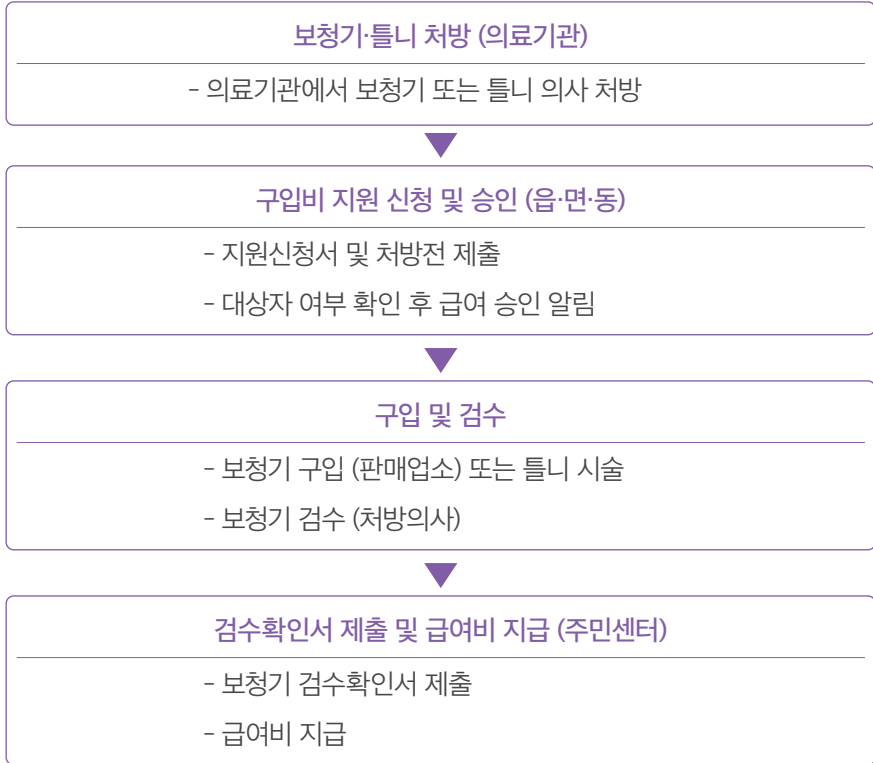 보청기·틀니 처방 (의료기관)
- 의료기관에서 보청기 또는 틀니 의사 처방
구입비 지원 신청 및 승인 (읍·면·동)
- 지원신청서 및 처방전 제출
- 대상자 여부 확인 후 급여 승인 알림
구입 및 검수
- 보청기 구입 (판매업소) 또는 틀니 시술
- 보청기 검수 (처방의사)
검수확인서 제출 및 급여비 지급 (주민센터)
- 보청기 검수확인서 제출
- 급여비 지급